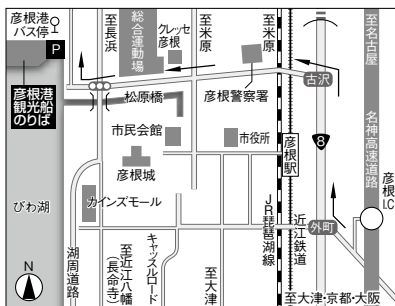 彦根港
バス停
P
至長浜
総合運動場
クレッセ
彦根
至米原
至米原
至名古屋
古沢
彦根港
観光船
のりば
松原橋
彦根警察署
市民会館
市役所
彦根駅
8
名神高速道路
彦根I.C
彦根城
びわ湖
カインズモール
JR琵琶湖線
近江鉄道
外町
N
湖周道路
至近江八幡
(長命寺)
キャッスルロード
至大津
至大津・京都・大阪